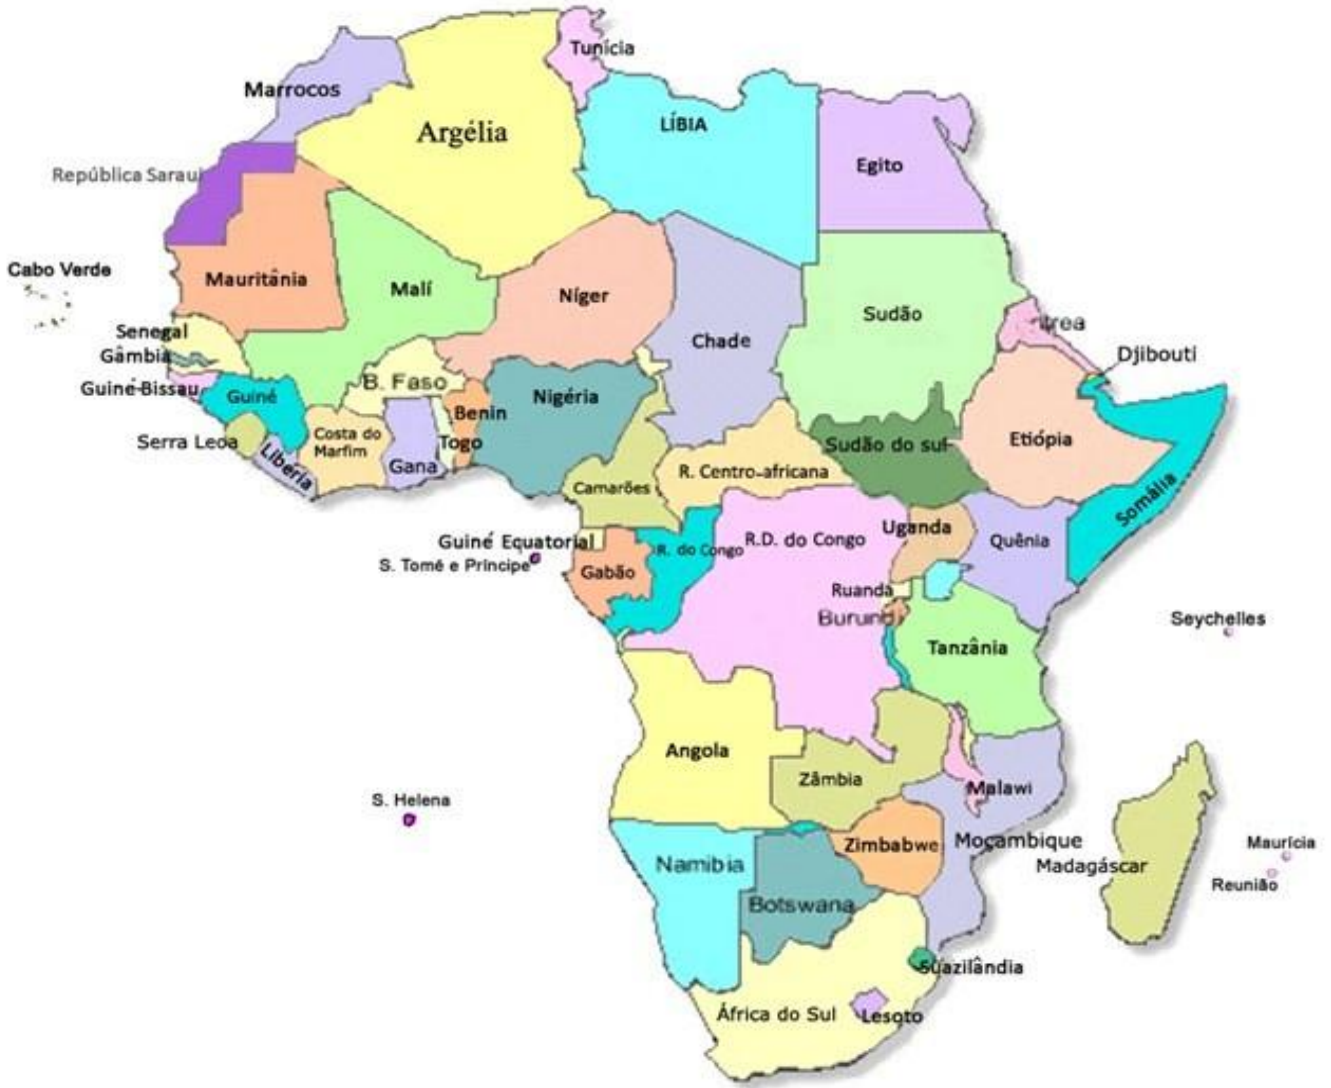 Tunícia
Marrocos
Argélia
LÍBIA
Egito
República Saraui
Cabo Verde
Mauritânia
Malí
Níger
Sudão
Chade
itrea
Senegal
Gâmbia
Djibouti
Guiné-Bissau
Guiné
B. Faso
Nigéria
Benin
Togo
Serra Leoa
Libéria
Costa do
Marfim
Gana
Sudão do sul
Etiópia
Camarões
R. Centro-africana
Somália
Guiné Equatorial
S. Tomé e Príncipe
Gabão
R. do Congo
R.D. do Congo
Uganda
Quênia
Ruanda
Burundi
Tanzânia
Seychelles
Angola
Zâmbia
Malawi
S. Helena
Moçambique
Zimbabwe
Namibia
Botswana
Madagáscar
Maurícia
Reunião
Suazilândia
África do Sul
Lesoto